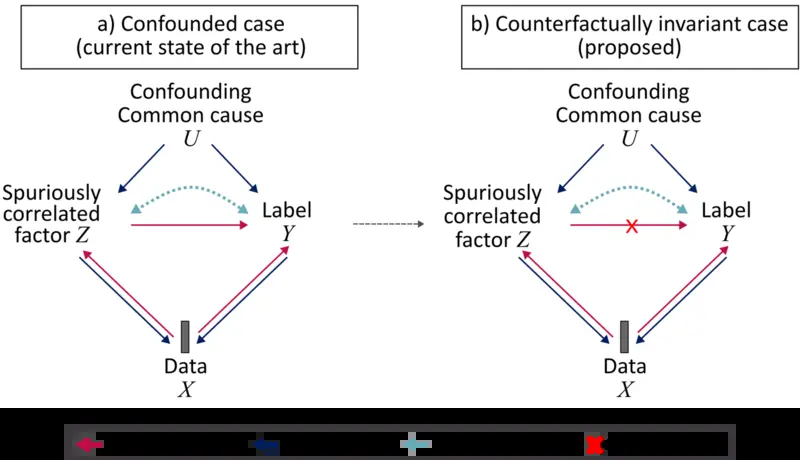 a) Confounded case
(current state of the art)
Confounding
Common cause
U
Spuriously
correlated
factor Z
Label
Y
Data
X
b) Counterfactually invariant case
(proposed)
Confounding
Common cause
U
Spuriously
correlated
factor Z
X
Label
Y
Data
X